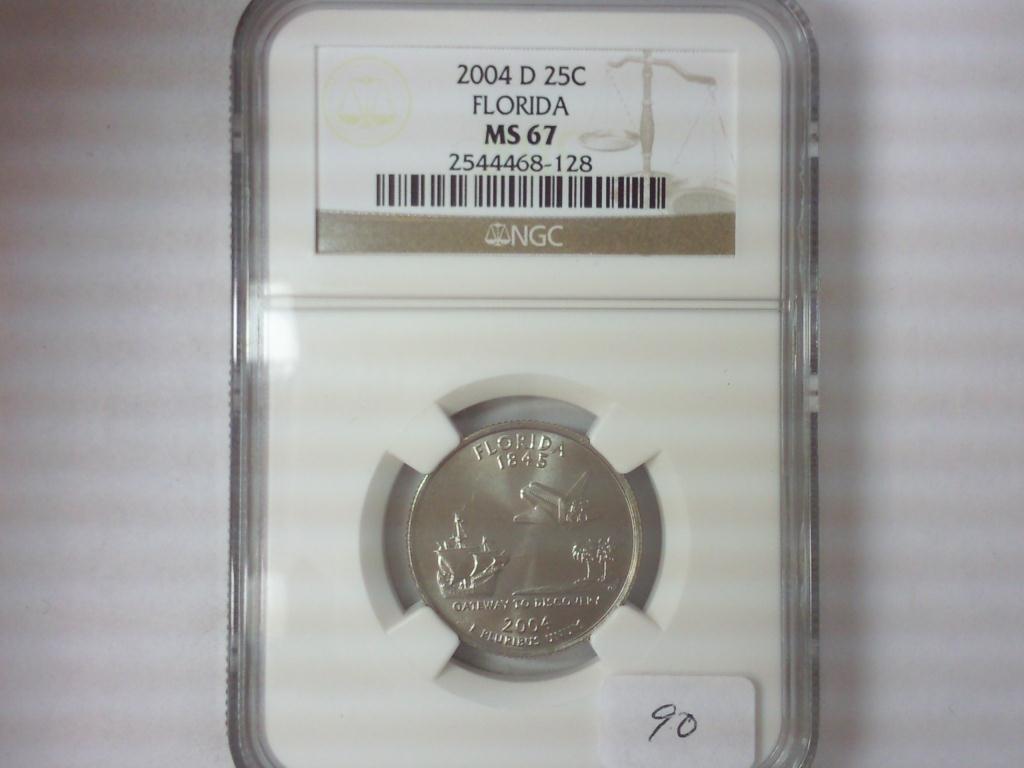 2004 D 25C
FLORIDA
MS 67
2544468-128
NGC
FLORIDA
1845
GATEWAY TO DISCOVERY
2004
E PLURIBUS UNUM
90